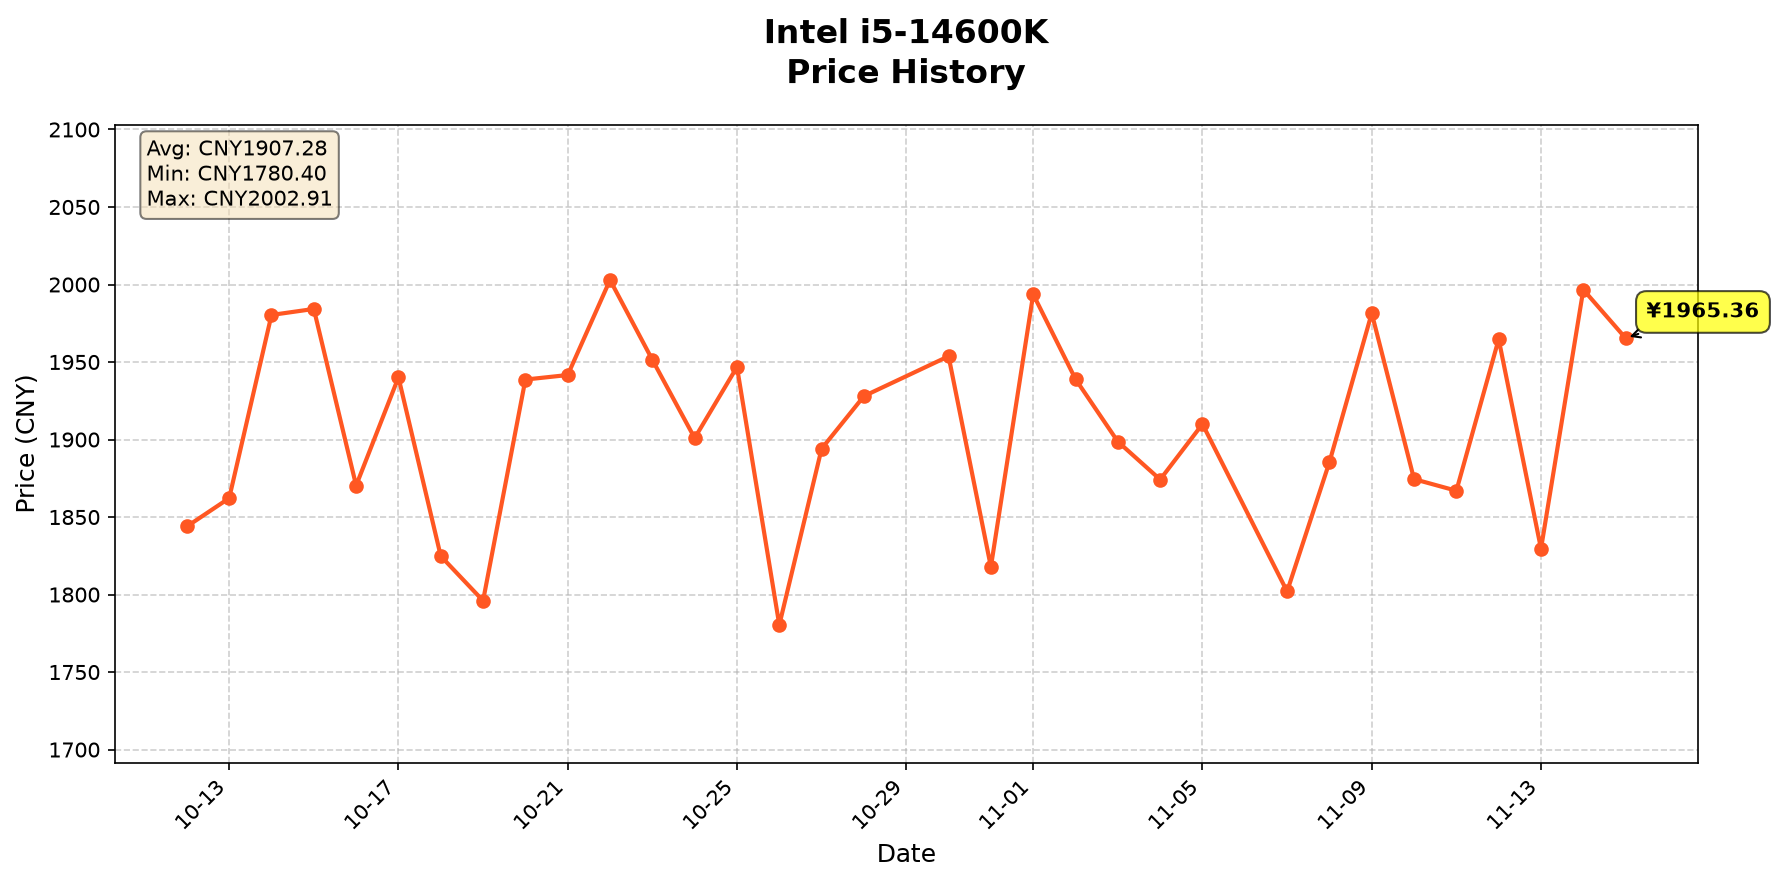 Intel i5-14600K
Price History
Avg: CNY1907.28
Min: CNY1780.40
Max: CNY2002.91
¥1965.36
Price (CNY)
2100
2050
2000
1950
1900
1850
1800
1750
1700
10-13
10-17
10-21
10-25
10-29
11-01
11-05
11-09
11-13
Date